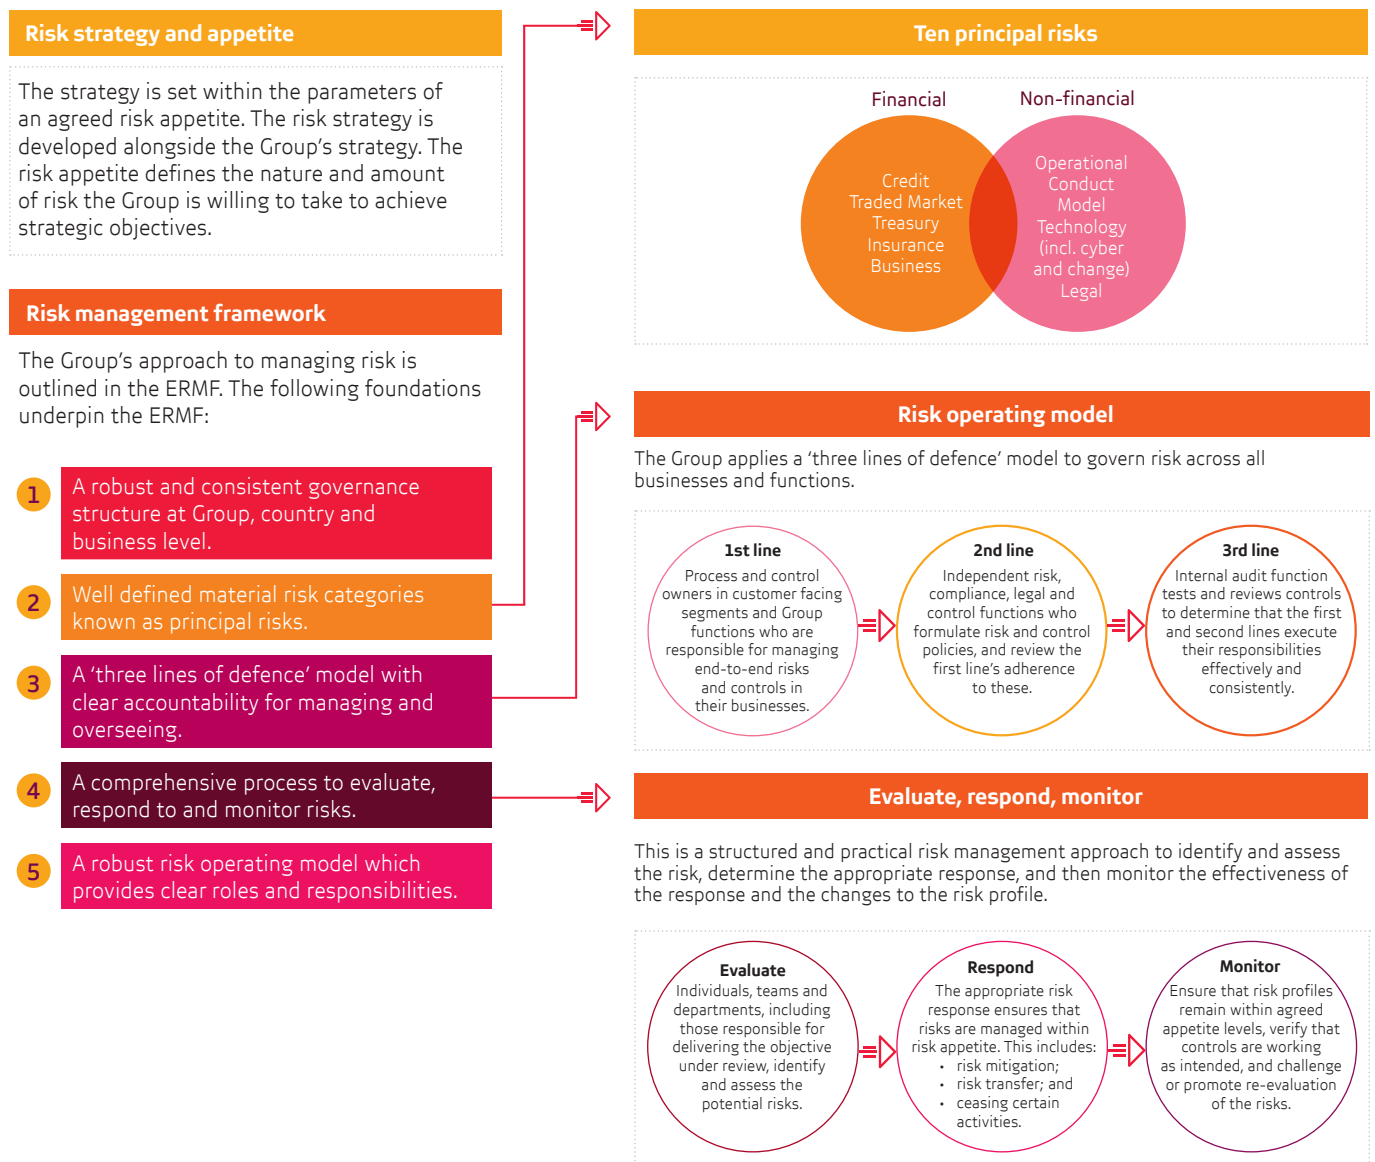 Risk strategy and appetite
The strategy is set within the parameters of
an agreed risk appetite. The risk strategy is
developed alongside the Group’s strategy. The
risk appetite defines the nature and amount
of risk the Group is willing to take to achieve
strategic objectives.
Risk management framework
The Group’s approach to managing risk is
outlined in the ERMF. The following foundations
underpin the ERMF:
1
A robust and consistent governance
structure at Group, country and
business level.
2
Well defined material risk categories
known as principal risks.
3
A ‘three lines of defence’ model with
clear accountability for managing and
overseeing.
4
A comprehensive process to evaluate,
respond to and monitor risks.
5
A robust risk operating model which
provides clear roles and responsibilities.
Ten principal risks
Financial
Credit
Traded Market
Treasury
Insurance
Business
Non-financial
Operational
Conduct
Model
Technology
(incl. cyber
and change)
Legal
Risk operating model
The Group applies a ‘three lines of defence’ model to govern risk across all
businesses and functions.
1st line
Process and control
owners in customer facing
segments and Group
functions who are
responsible for managing
end-to-end risks
and controls in
their businesses.
2nd line
Independent risk,
compliance, legal and
control functions who
formulate risk and control
policies, and review the
first line’s adherence
to these.
3rd line
Internal audit function
tests and reviews controls
to determine that the first
and second lines execute
their responsibilities
effectively and
consistently.
Evaluate, respond, monitor
This is a structured and practical risk management approach to identify and assess
the risk, determine the appropriate response, and then monitor the effectiveness of
the response and the changes to the risk profile.
Evaluate
Individuals, teams and
departments, including
those responsible for
delivering the objective
under review, identify
and assess the
potential risks.
Respond
The appropriate risk
response ensures that
risks are managed within
risk appetite. This includes:
• risk mitigation;
• risk transfer; and
• ceasing certain
activities.
Monitor
Ensure that risk profiles
remain within agreed
appetite levels, verify that
controls are working
as intended, and challenge
or promote re-evaluation
of the risks.